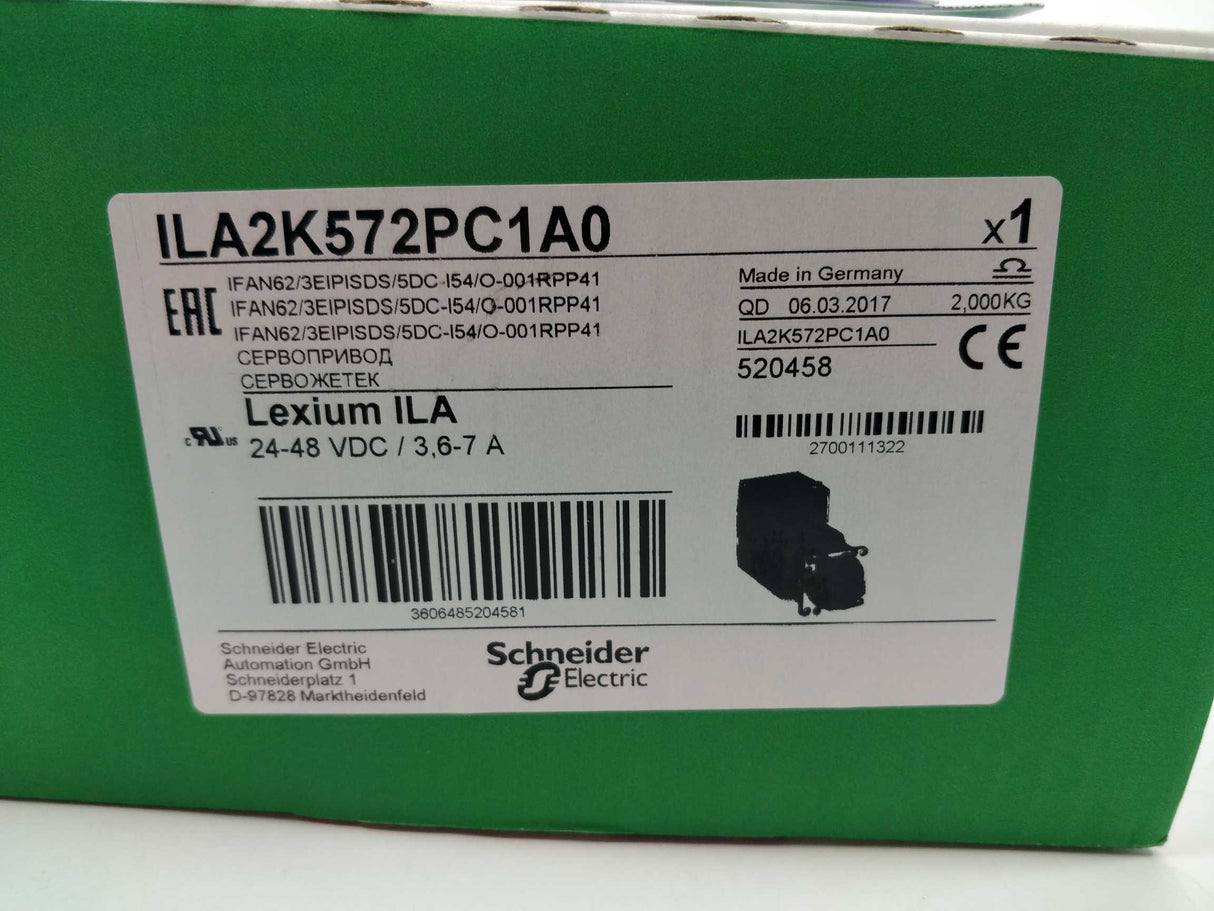 ILA2K572PC1A0
x1
EAC
IFAN62/3EIPISDS/5DC-I54/O-001RPP41
IFAN62/3EIPISDS/5DC-I54/O-001RPP41
IFAN62/3EIPISDS/5DC-I54/O-001RPP41
СЕРВОПРИВОД
СЕРВОЖЕТЕК
Lexium ILA
c RU US
24-48 VDC / 3,6-7 A
3606485204581
Made in Germany
QD 06.03.2017 2,000KG
ILA2K572PC1A0
CE
520458
2700111322
Schneider Electric
Automation GmbH
Schneiderplatz 1
D-97828 Marktheidenfeld
Schneider
Electric